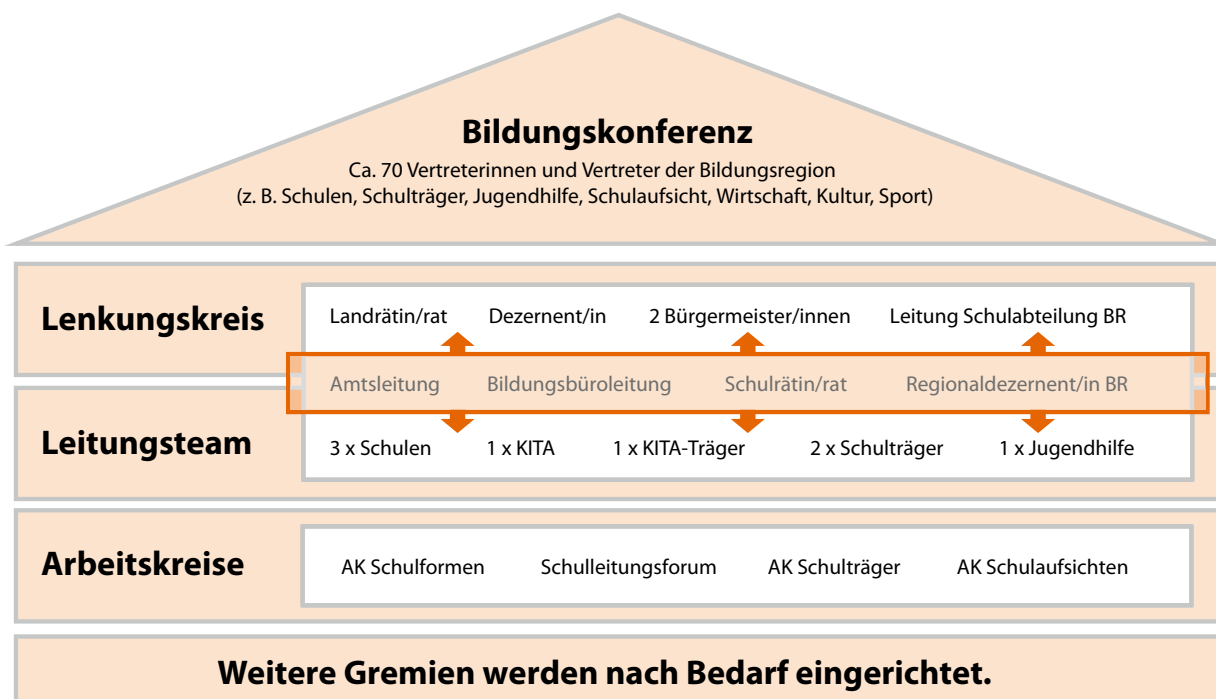 Bildungskonferenz
Ca. 70 Vertreterinnen und Vertreter der Bildungsregion
(z. B. Schulen, Schulträger, Jugendhilfe, Schulaufsicht, Wirtschaft, Kultur, Sport)
Lenkungskreis
Landrätin/rat Dezernent/in 2 Bürgermeister/innen Leitung Schulabteilung BR
Amtsleitung Bildungsbüroleitung Schulrätin/rat Regionaldezernent/in BR
Leitungsteam
3 x Schulen 1 x KITA 1 x KITA-Träger 2 x Schulträger 1 x Jugendhilfe
Arbeitskreise
AK Schulformen Schulleitungsforum AK Schulträger AK Schulaufsichten
Weitere Gremien werden nach Bedarf eingerichtet.